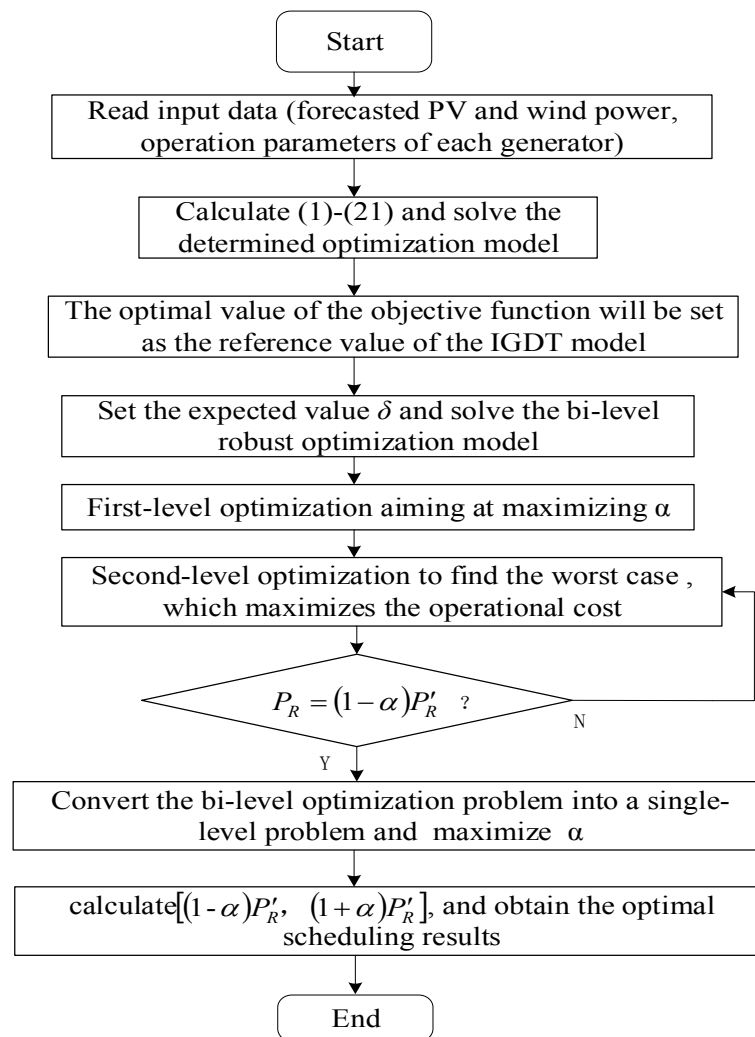 Start
Read input data (forecasted PV and wind power,
operation parameters of each generator)
Calculate (1)-(21) and solve the
determined optimization model
The optimal value of the objective function will be set
as the reference value of the IGDT model
Set the expected value δ and solve the bi-level
robust optimization model
First-level optimization aiming at maximizing α
Second-level optimization to find the worst case ,
which maximizes the operational cost
P_R = (1 − α)P′_R ?
N
Y
Convert the bi-level optimization problem into a single-
level problem and maximize α
calculate[(1 - α)P′_R, (1 + α)P′_R], and obtain the optimal
scheduling results
End